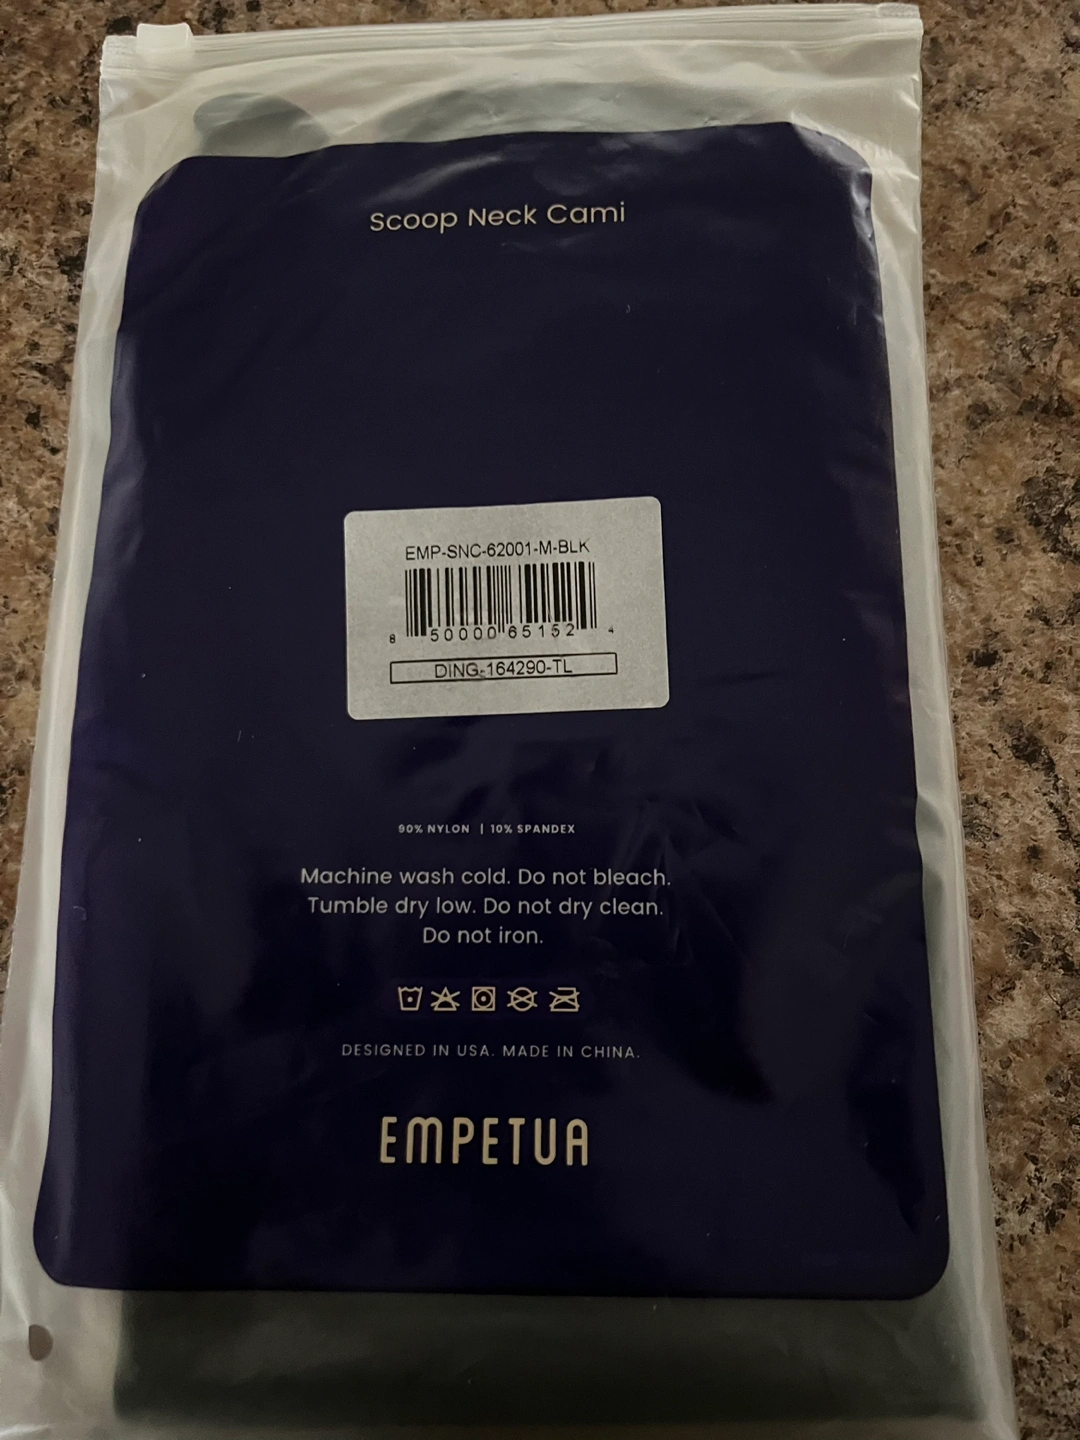 Scoop Neck Cami
EMP-SNC-62001-M-BLK
8 50000 65152 4
DING-164290-TL
90% NYLON | 10% SPANDEX
Machine wash cold. Do not bleach.
Tumble dry low. Do not dry clean.
Do not iron.
DESIGNED IN USA. MADE IN CHINA.
EMPETUA